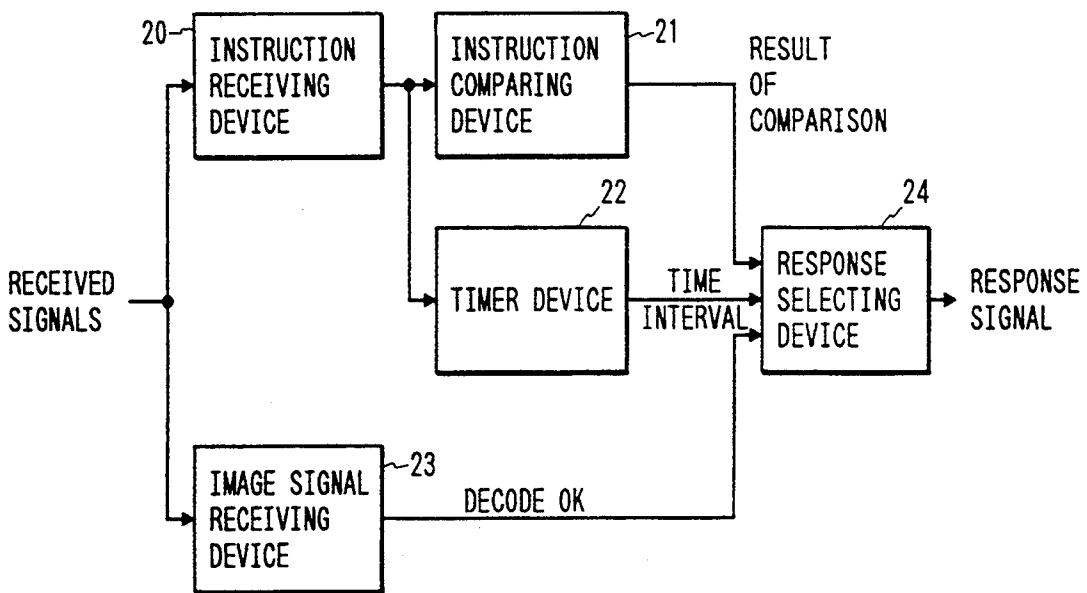 20
INSTRUCTION
RECEIVING
DEVICE
21
INSTRUCTION
COMPARING
DEVICE
RESULT
OF
COMPARISON
22
TIMER DEVICE
TIME
INTERVAL
24
RESPONSE
SELECTING
DEVICE
RESPONSE
SIGNAL
RECEIVED
SIGNALS
23
IMAGE SIGNAL
RECEIVING
DEVICE
DECODE OK